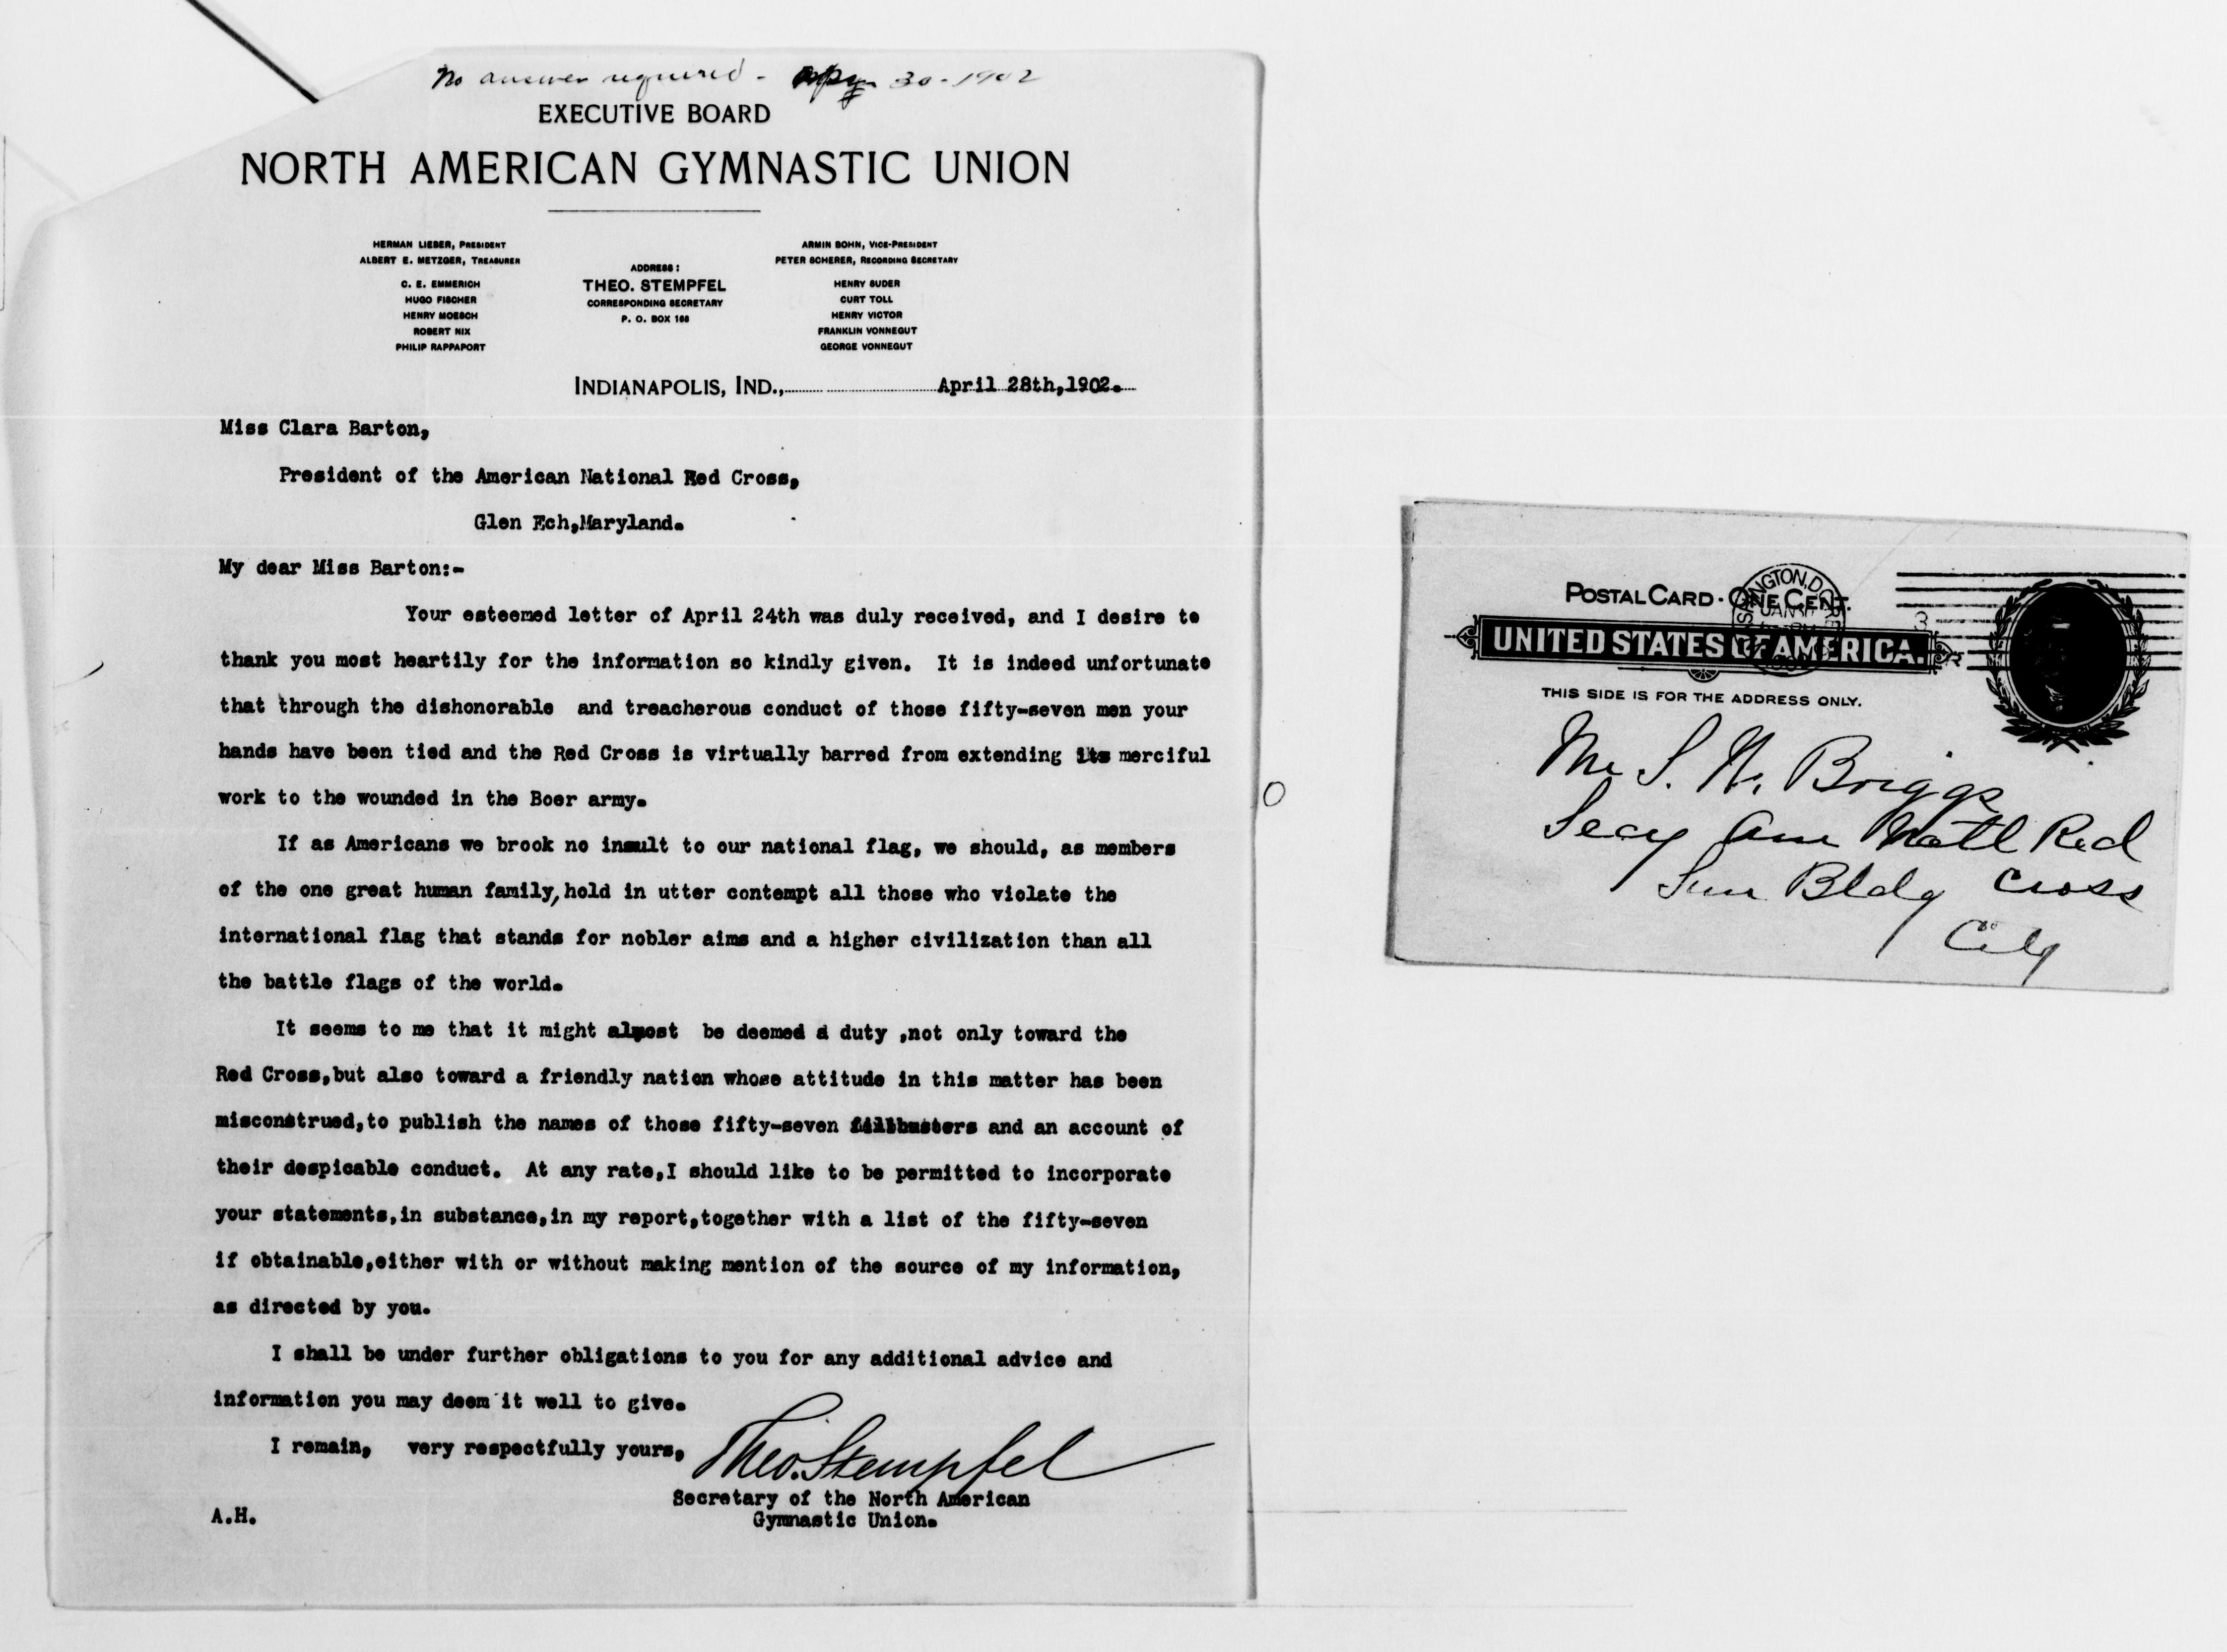 No answer required - Apr 30 - 1902
EXECUTIVE BOARD
NORTH AMERICAN GYMNASTIC UNION
HERMAN LIEBER, PRESIDENT
ALBERT E. METZGER, TREASURER
C. E. EMMERICH
HUGO FISCHER
HENRY MOESCH
ROBERT NIX
PHILIP RAPPAPORT
ADDRESS:
THEO. STEMPFEL
CORRESPONDING SECRETARY
P. O. BOX 166
ARMIN BOHN, VICE-PRESIDENT
PETER SCHERER, RECORDING SECRETARY
HENRY SUDER
CURT TOLL
HENRY VICTOR
FRANKLIN VONNEGUT
GEORGE VONNEGUT
INDIANAPOLIS, IND., April 28th,1902.
Miss Clara Barton,
President of the American National Red Cross,
Glen Ech,Maryland.
My dear Miss Barton:-
Your esteemed letter of April 24th was duly received, and I desire to
thank you most heartily for the information so kindly given. It is indeed unfortunate
that through the dishonorable and treacherous conduct of those fifty-seven men your
hands have been tied and the Red Cross is virtually barred from extending its merciful
work to the wounded in the Boer army.
If as Americans we brook no insult to our national flag, we should, as members
of the one great human family,hold in utter contempt all those who violate the
international flag that stands for nobler aims and a higher civilization than all
the battle flags of the world.
It seems to me that it might almost be deemed a duty ,not only toward the
Red Cross,but also toward a friendly nation whose attitude in this matter has been
misconstrued,to publish the names of those fifty-seven fillbusters and an account of
their despicable conduct. At any rate,I should like to be permitted to incorporate
your statements,in substance,in my report,together with a list of the fifty-seven
if obtainable,either with or without making mention of the source of my information,
as directed by you.
I shall be under further obligations to you for any additional advice and
information you may deem it well to give.
I remain, very respectfully yours,
Theo. Stempfel
Secretary of the North American
Gymnastic Union.
A.H.
POSTAL CARD · ONE CENT.
UNITED STATES OF AMERICA.
THIS SIDE IS FOR THE ADDRESS ONLY.
Mr S. W. Briggs
Secy Am Natl Red
Cross
Sun Bldg
City